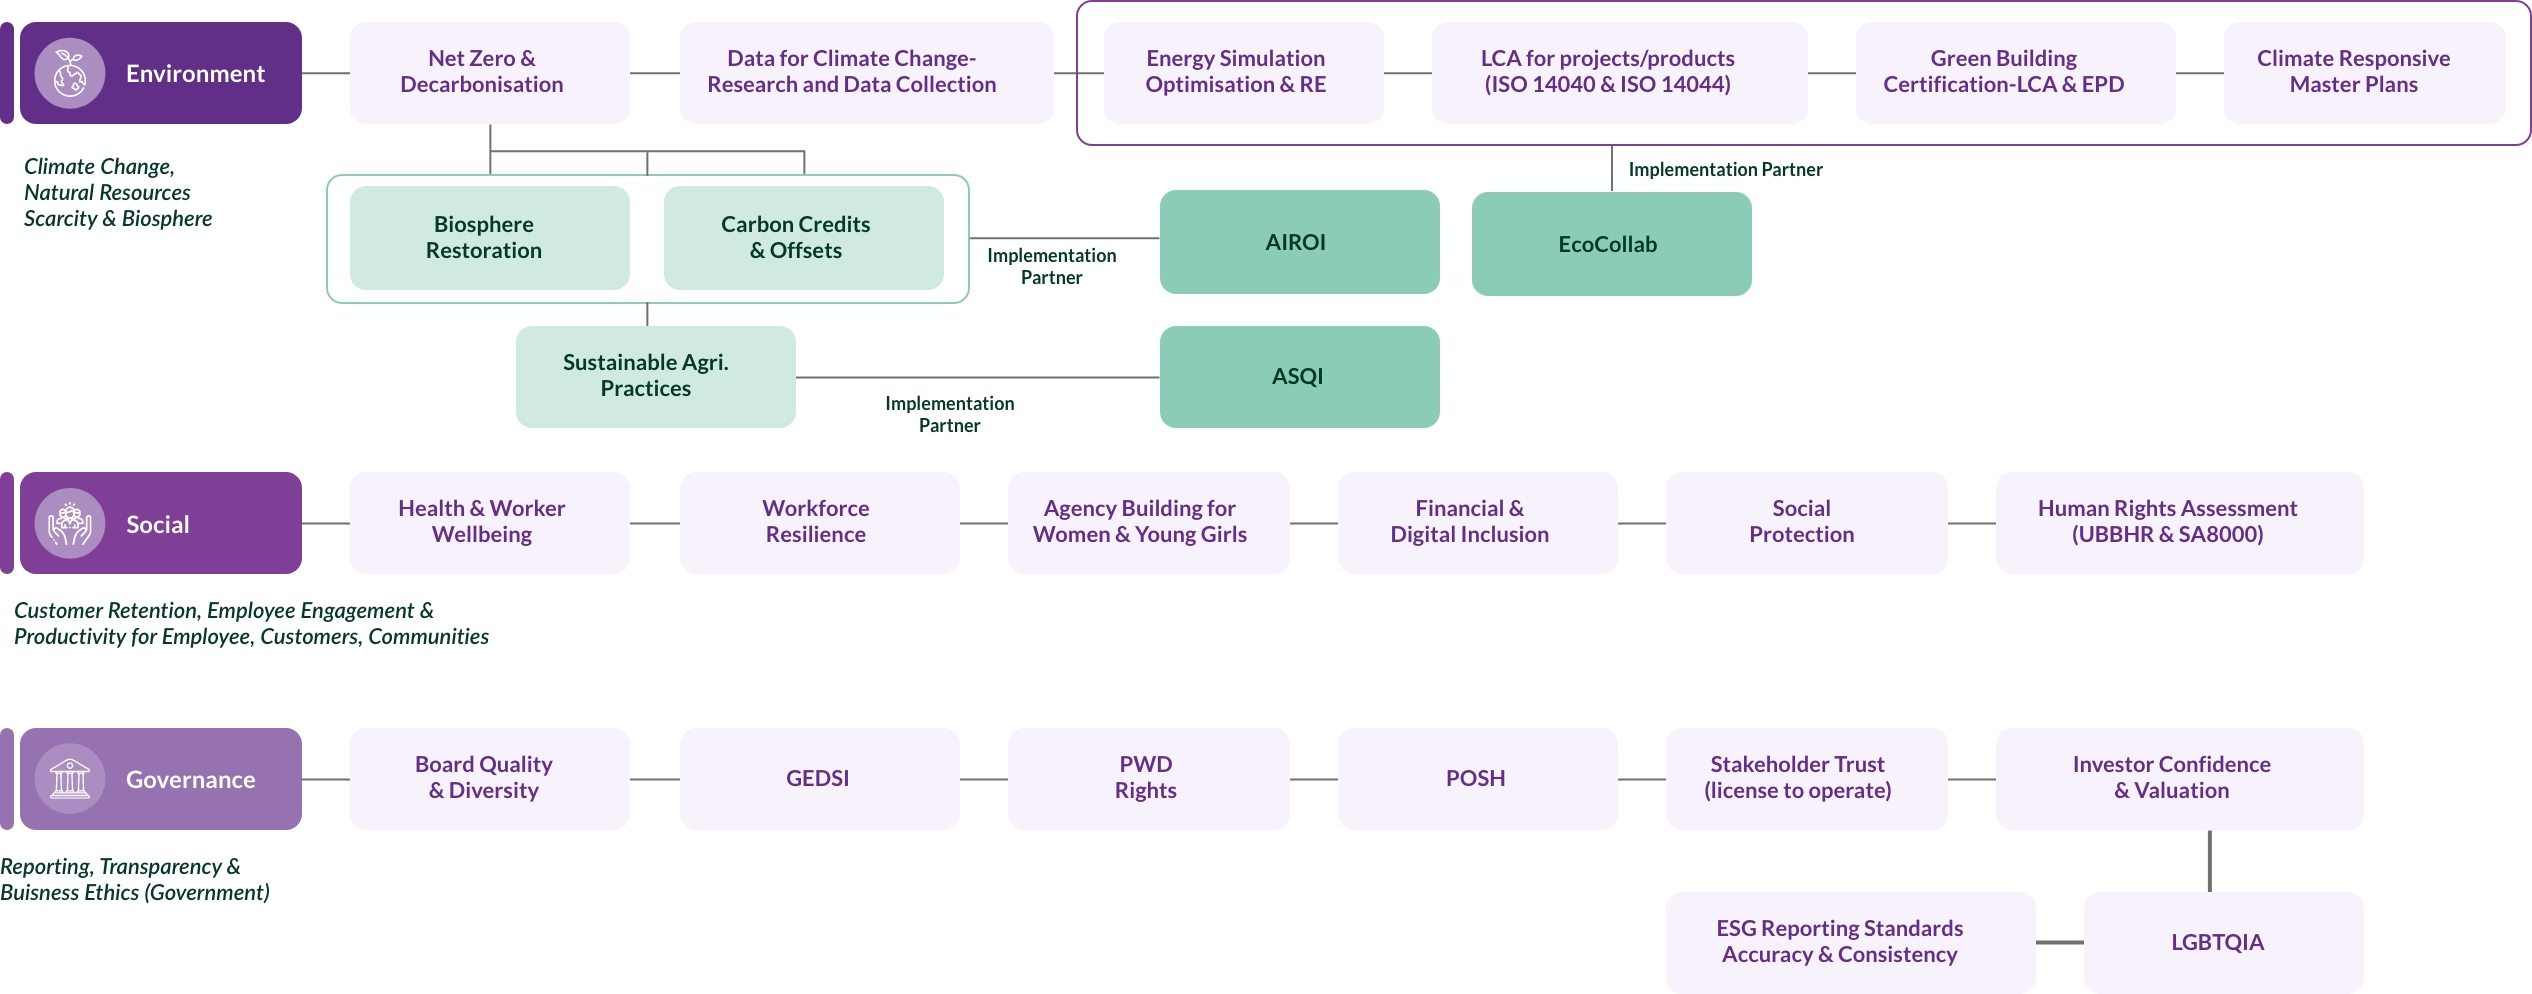 Environment
Net Zero &
Decarbonisation
Data for Climate Change-
Research and Data Collection
Energy Simulation
Optimisation & RE
LCA for projects/products
(ISO 14040 & ISO 14044)
Green Building
Certification-LCA & EPD
Climate Responsive
Master Plans
Climate Change,
Natural Resources
Scarcity & Biosphere
Implementation Partner
Biosphere
Restoration
Carbon Credits
& Offsets
Implementation
Partner
AIROI
EcoCollab
Sustainable Agri.
Practices
Implementation
Partner
ASQI
Social
Health & Worker
Wellbeing
Workforce
Resilience
Agency Building for
Women & Young Girls
Financial &
Digital Inclusion
Social
Protection
Human Rights Assessment
(UBBHR & SA8000)
Customer Retention, Employee Engagement &
Productivity for Employee, Customers, Communities
Governance
Board Quality
& Diversity
GEDSI
PWD
Rights
POSH
Stakeholder Trust
(license to operate)
Investor Confidence
& Valuation
Reporting, Transparency &
Buisness Ethics (Government)
ESG Reporting Standards
Accuracy & Consistency
LGBTQIA